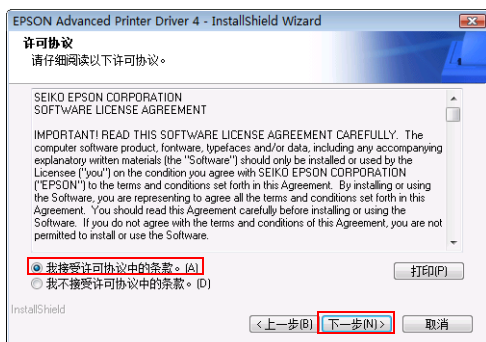 EPSON Advanced Printer Driver 4 - InstallShield Wizard
许可协议
请仔细阅读以下许可协议。
SEIKO EPSON CORPORATION
SOFTWARE LICENSE AGREEMENT
IMPORTANT! READ THIS SOFTWARE LICENSE AGREEMENT CAREFULLY. The
computer software product, fontware, typefaces and/or data, including any accompanying
explanatory written materials (the "Software") should only be installed or used by the
Licensee ("you") on the condition you agree with SEIKO EPSON CORPORATION
("EPSON") to the terms and conditions set forth in this Agreement. By installing or using
the Software, you are representing to agree all the terms and conditions set forth in this
Agreement. You should read this Agreement carefully before installing or using the
Software. If you do not agree with the terms and conditions of this Agreement, you are not
permitted to install or use the Software.
我接受许可协议中的条款。(A)
打印(P)
我不接受许可协议中的条款。(D)
InstallShield
<上一步(B) 下一步(N)> 取消